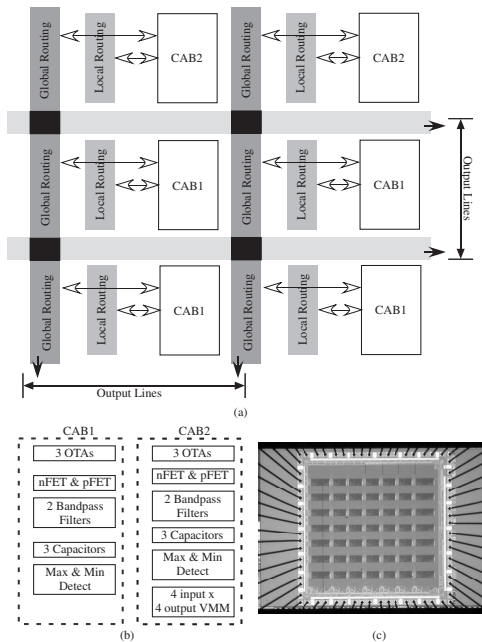 Global Routing
Local Routing
CAB2
Global Routing
Local Routing
CAB2
Global Routing
Local Routing
CAB1
Global Routing
Local Routing
CAB1
Output Lines
Global Routing
Local Routing
CAB1
Global Routing
Local Routing
CAB1
Output Lines
(a)
CAB1
3 OTAs
nFET & pFET
2 Bandpass
Filters
3 Capacitors
Max & Min
Detect
CAB2
3 OTAs
nFET & pFET
2 Bandpass
Filters
3 Capacitors
Max & Min
Detect
4 input x
4 output VMM
(b)
(c)